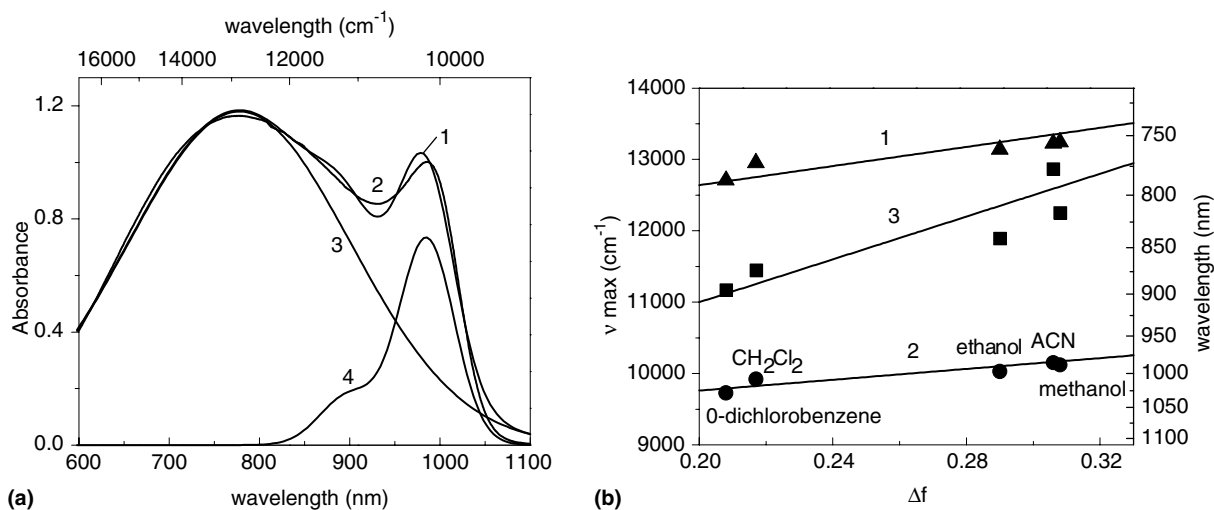 wavelength (cm⁻¹)
16000 14000 12000 10000
1.2
0.8
0.4
0.0
Absorbance
1
2
3
4
600 700 800 900 1000 1100
wavelength (nm)
(a)
14000
13000
12000
11000
10000
9000
ν max (cm⁻¹)
1
3
2
CH₂Cl₂
0-dichlorobenzene
ethanol
ACN
methanol
750
800
850
900
950
1000
1025
1100
wavelength (nm)
0.20 0.24 0.28 0.32
Δf
(b)